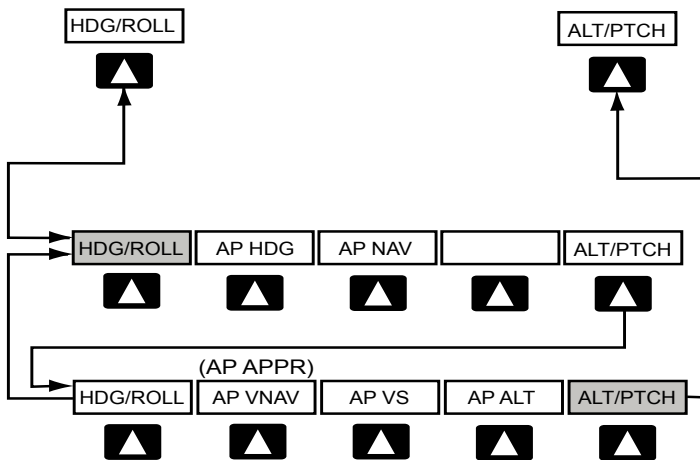 HDG/ROLL ALT/PTCH
HDG/ROLL AP HDG AP NAV ALT/PTCH
(AP APPR)
HDG/ROLL AP VNAV AP VS AP ALT ALT/PTCH